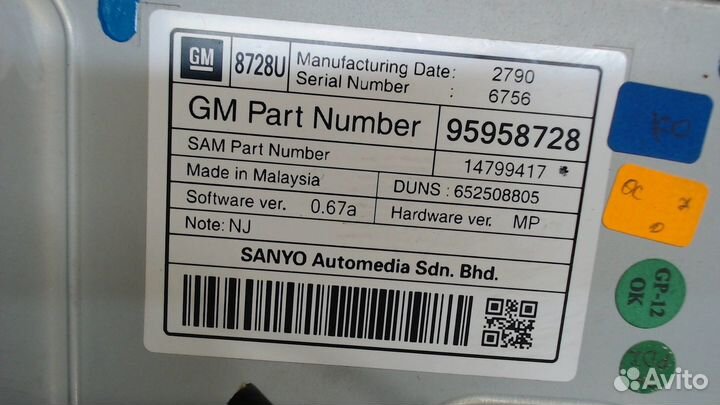 GM
8728U
Manufacturing Date: 2790
Serial Number : 6756
GM Part Number 95958728
SAM Part Number 14799417 *
Made in Malaysia DUNS : 652508805
Software ver. 0.67a Hardware ver. MP
Note: NJ
SANYO Automedia Sdn. Bhd.
QC
GP-12
OK
Avito